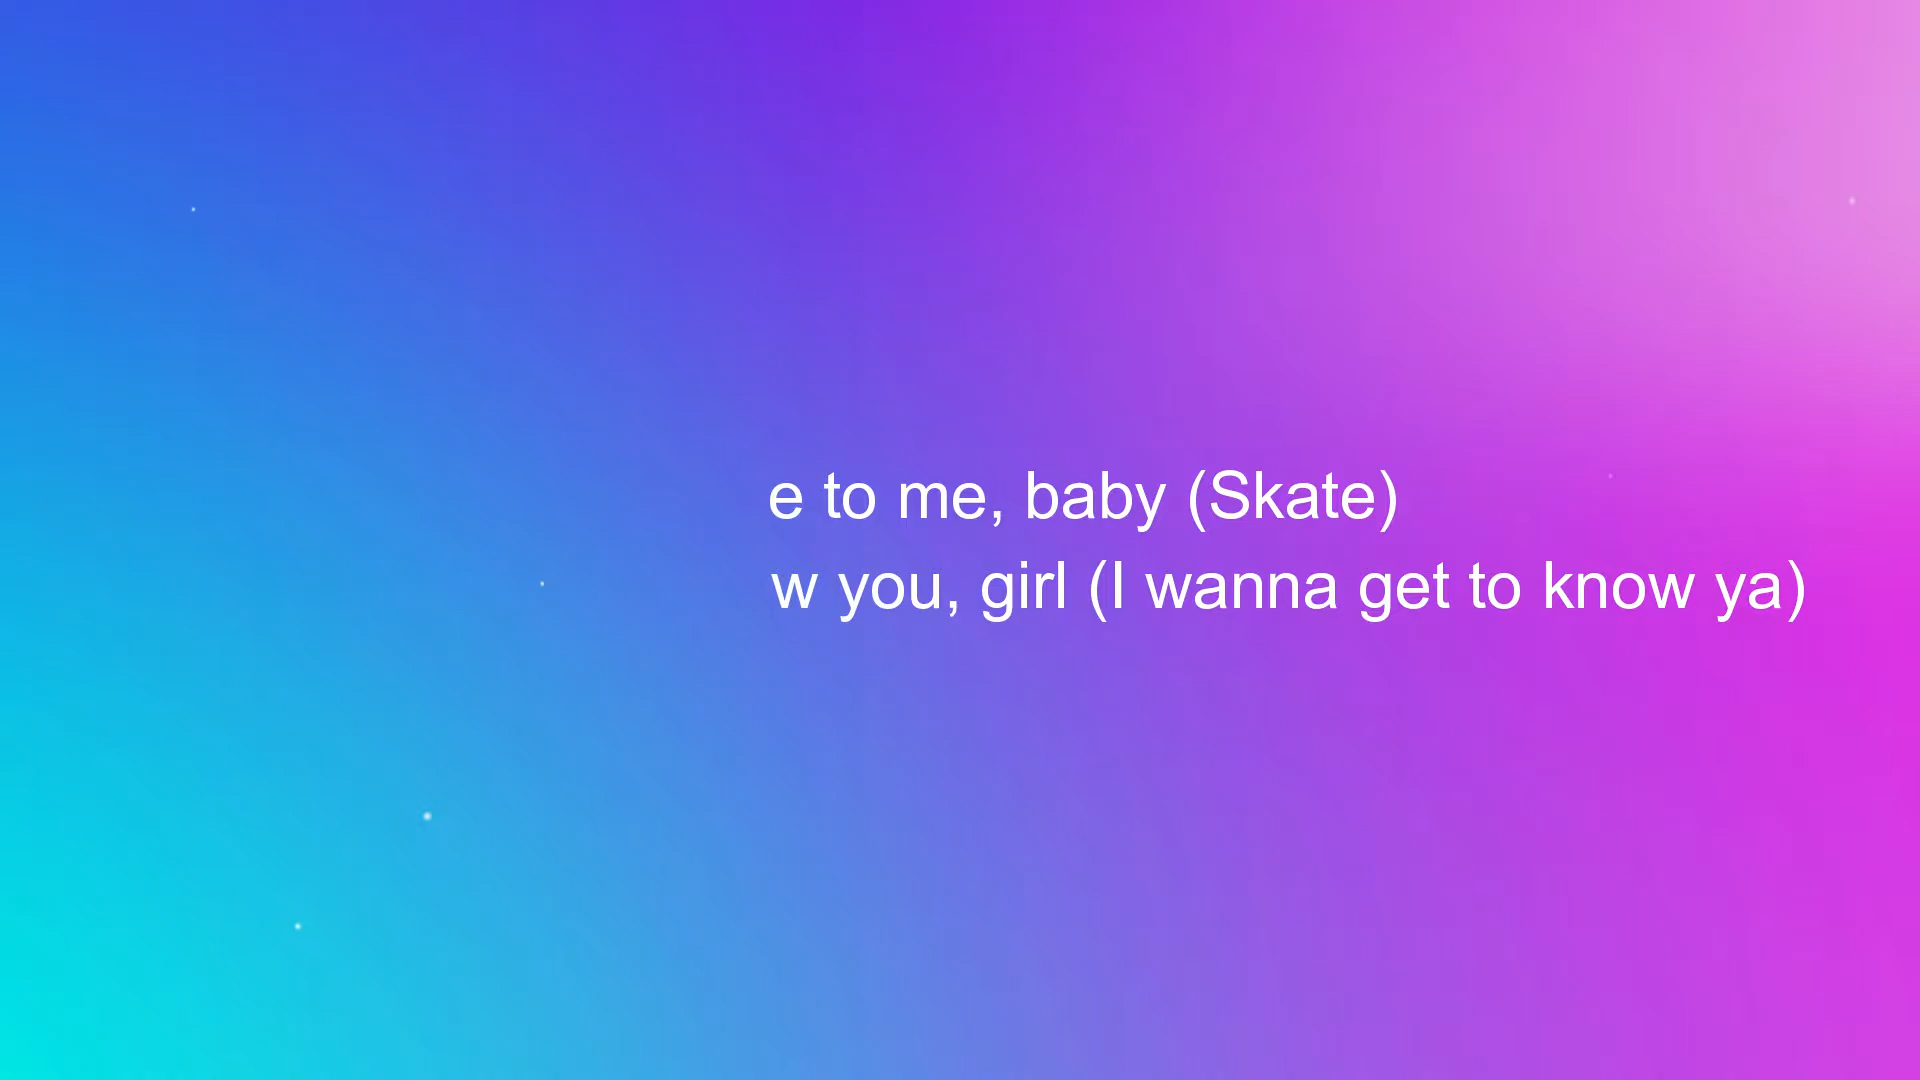 e to me, baby (Skate)
w you, girl (I wanna get to know ya)